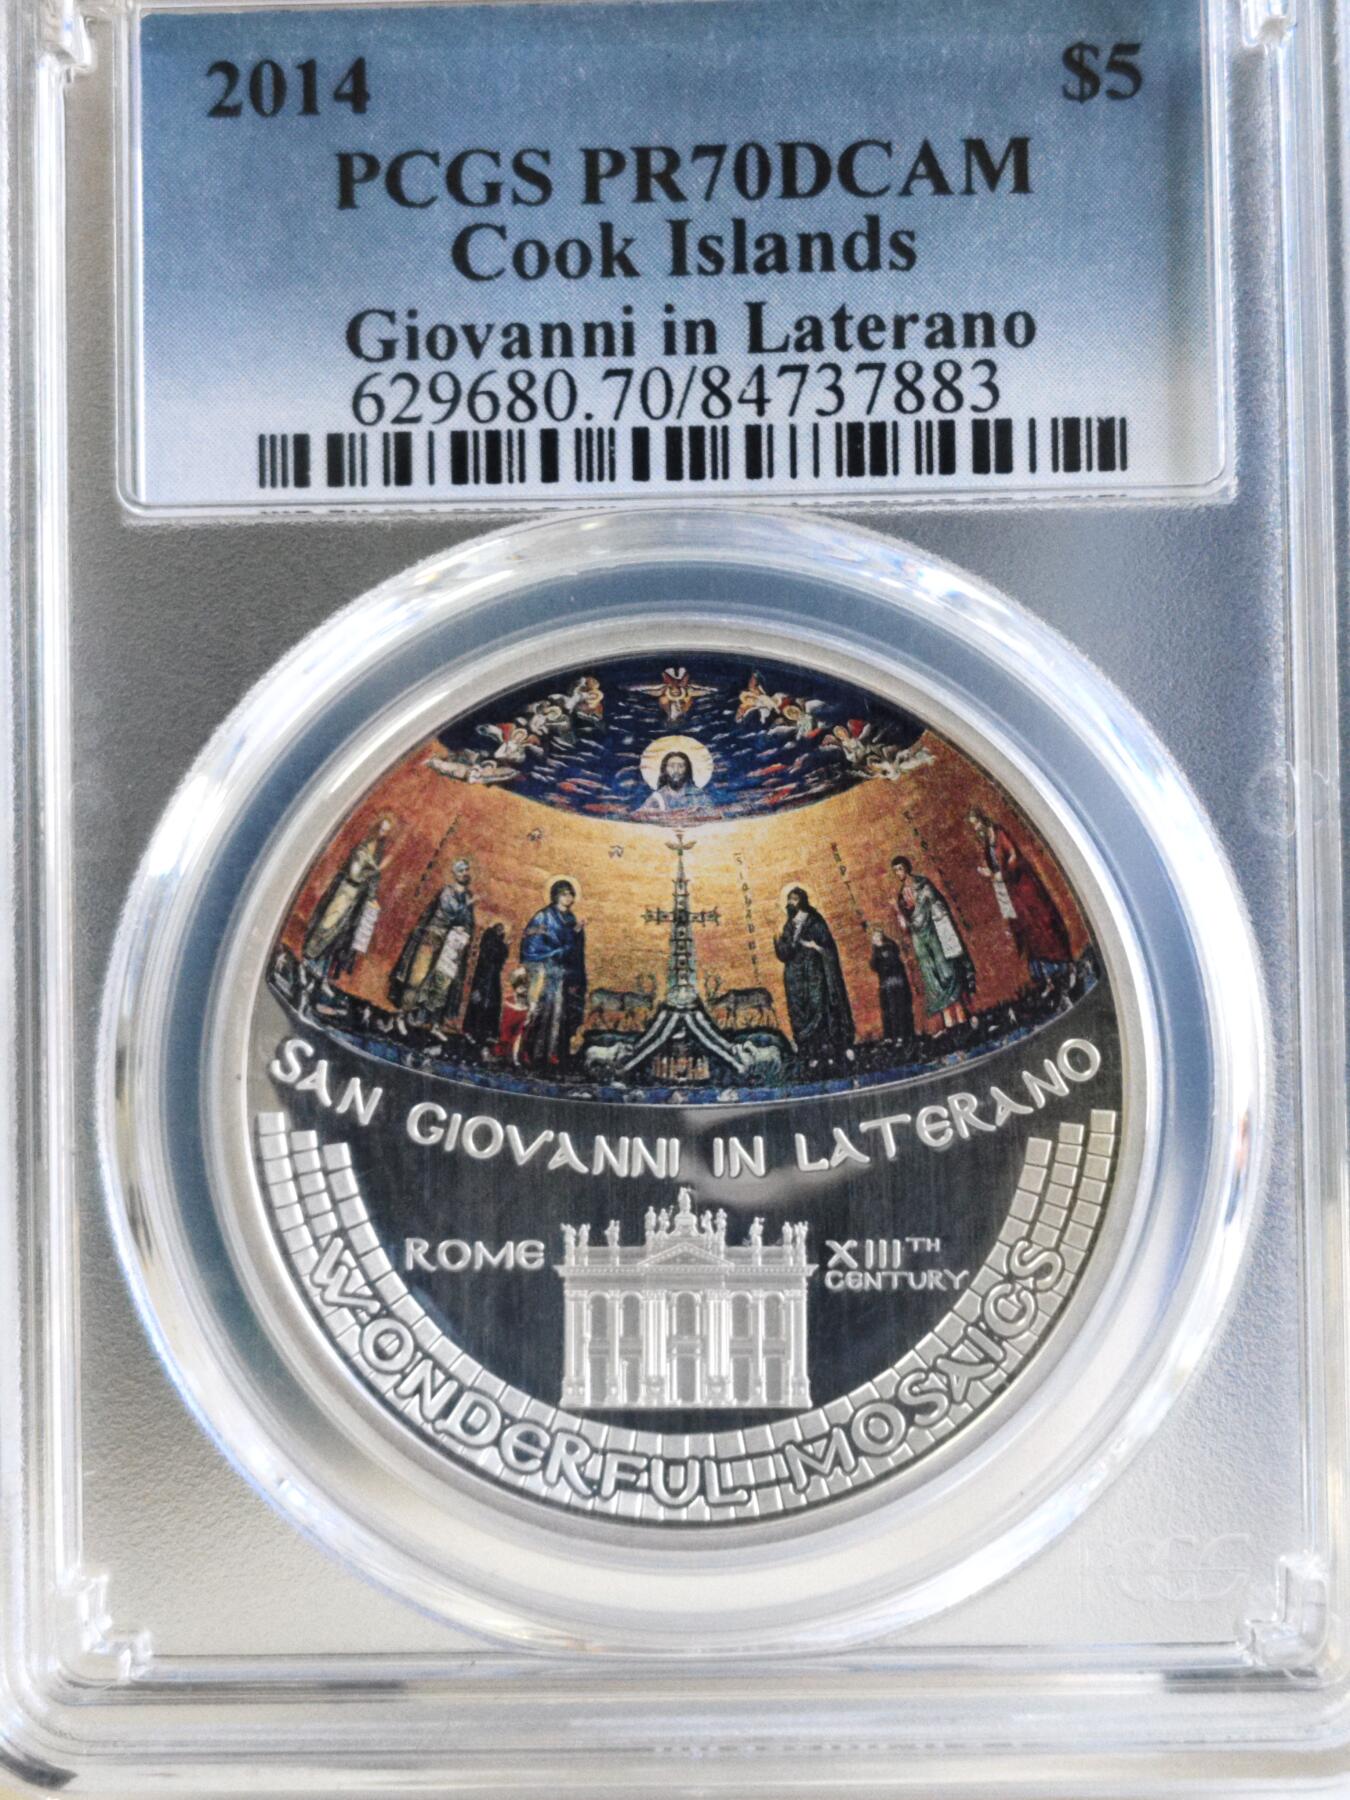 2014 $5
PCGS PR70DCAM
Cook Islands
Giovanni in Laterano
629680.70/84737883
SAN GIOVANNI IN LATERANO
ROME XIIITH
CENTURY
WONDERFUL MOSAICS